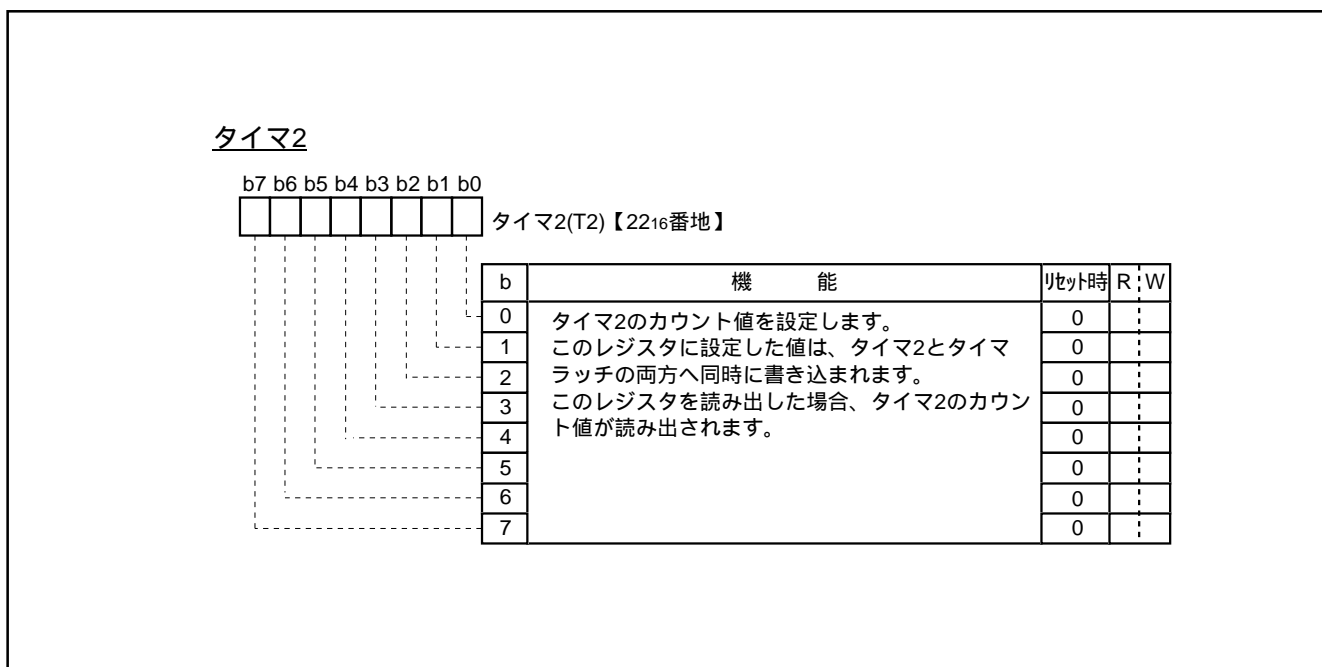 タイマ2
b7 b6 b5 b4 b3 b2 b1 b0
タイマ2(T2)【2216番地】
b 機 能 リセット時 R W
0 タイマ2のカウント値を設定します。 0
1 このレジスタに設定した値は、タイマ2とタイマ 0
2 ラッチの両方へ同時に書き込まれます。 0
3 このレジスタを読み出した場合、タイマ2のカウン 0
4 ト値が読み出されます。 0
5 0
6 0
7 0